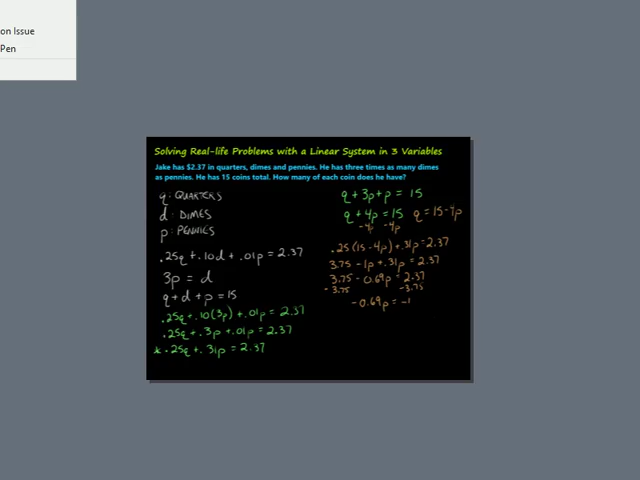 on Issue
Pen
Solving Real-life Problems with a Linear System in 3 Variables
Jake has $2.37 in quarters, dimes and pennies. He has three times as many dimes
as pennies. He has 15 coins total. How many of each coin does he have?
q: QUARTERS
d: DIMES
p: PENNIES
.25q + .10d + .01p = 2.37
3p = d
q + d + p = 15
.25q + .10(3p) + .01p = 2.37
.25q + .3p + .01p = 2.37
* .25q + .31p = 2.37
q + 3p + p = 15
q + 4p = 15 q = 15 - 4p
-4p -4p
.25(15 - 4p) + .31p = 2.37
3.75 - 1p + .31p = 2.37
3.75 - 0.69p = 2.37
-3.75 -3.75
-0.69p = -1